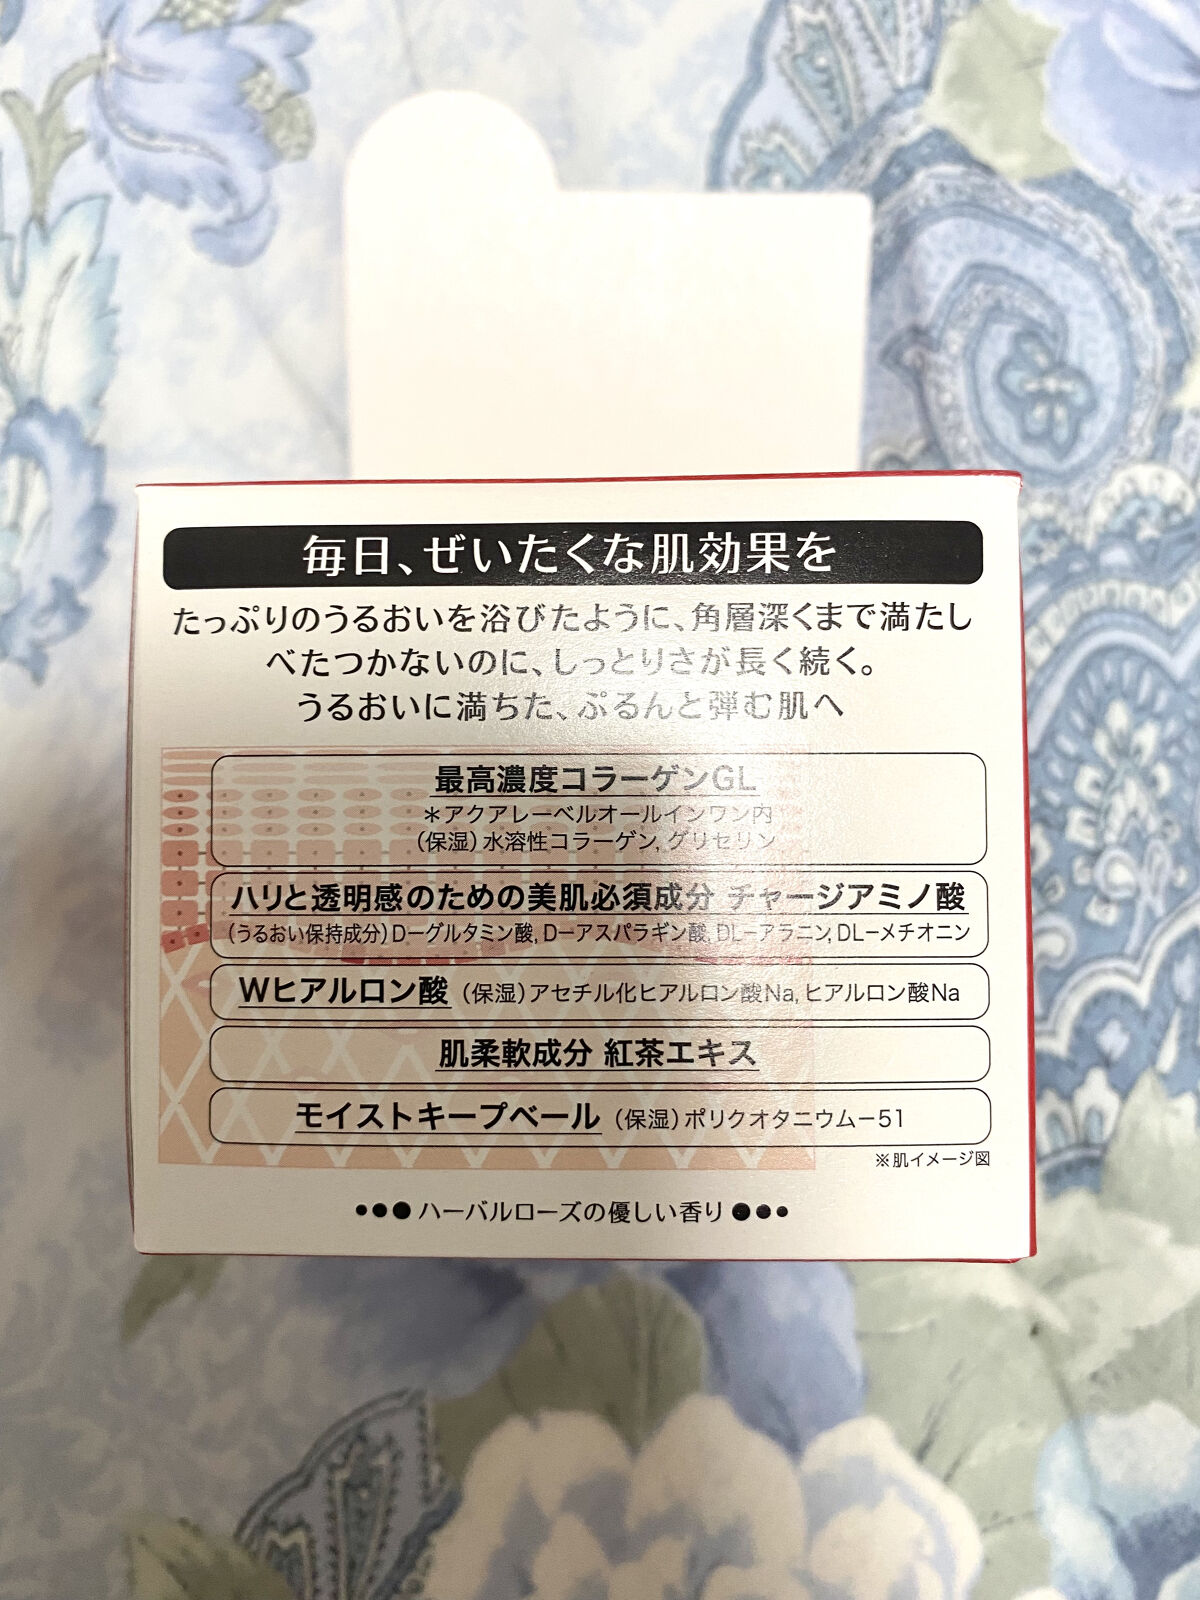 毎日、ぜいたくな肌効果を
たっぷりのうるおいを浴びたように、角層深くまで満たし
べたつかないのに、しっとりさが長く続く。
うるおいに満ちた、ぷるんと弾む肌へ
最高濃度コラーゲンGL
＊アクアレーベルオールインワン内
（保湿）水溶性コラーゲン, グリセリン
ハリと透明感のための美肌必須成分 チャージアミノ酸
（うるおい保持成分）D−グルタミン酸, D−アスパラギン酸, DL−アラニン, DL−メチオニン
Wヒアルロン酸（保湿）アセチル化ヒアルロン酸Na, ヒアルロン酸Na
肌柔軟成分 紅茶エキス
モイストキープベール（保湿）ポリクオタニウム−51
※肌イメージ図
●●●ハーバルローズの優しい香り●●●